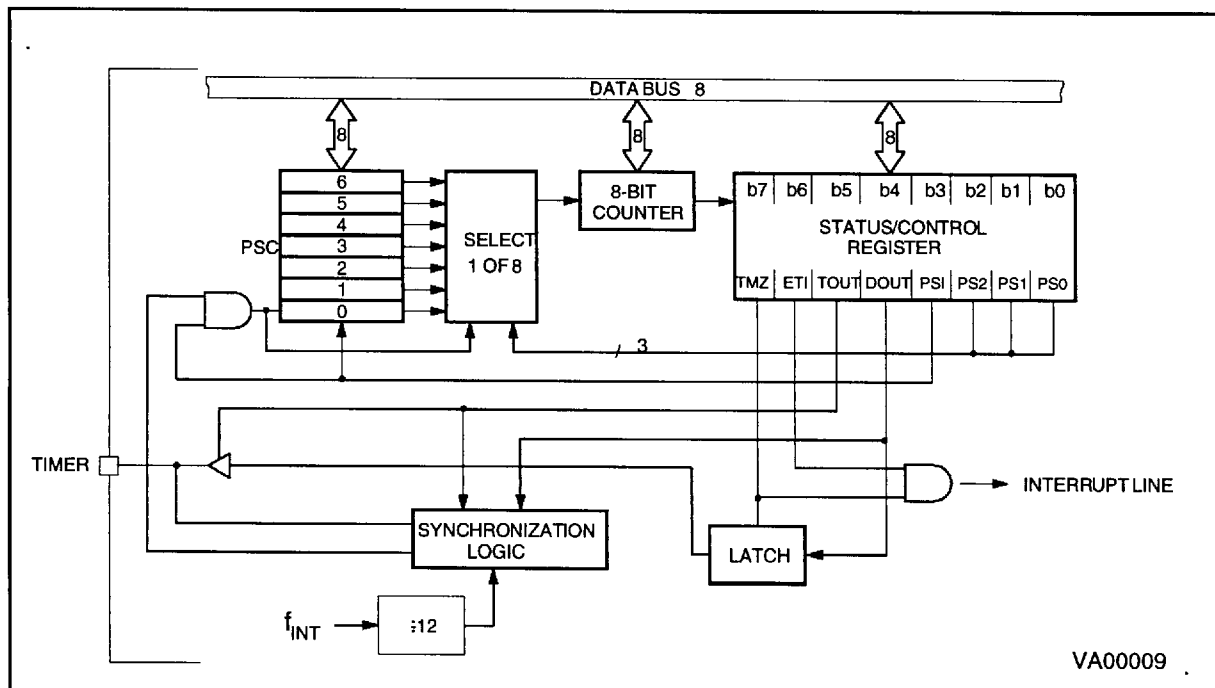 DATA BUS 8
8
8
8
6
5
4
3
2
1
0
PSC
SELECT
1 OF 8
8-BIT
COUNTER
b7 b6 b5 b4 b3 b2 b1 b0
STATUS/CONTROL
REGISTER
TMZ ETI TOUT DOUT PSI PS2 PS1 PS0
3
TIMER
SYNCHRONIZATION
LOGIC
LATCH
INTERRUPT LINE
fINT
÷12
VA00009